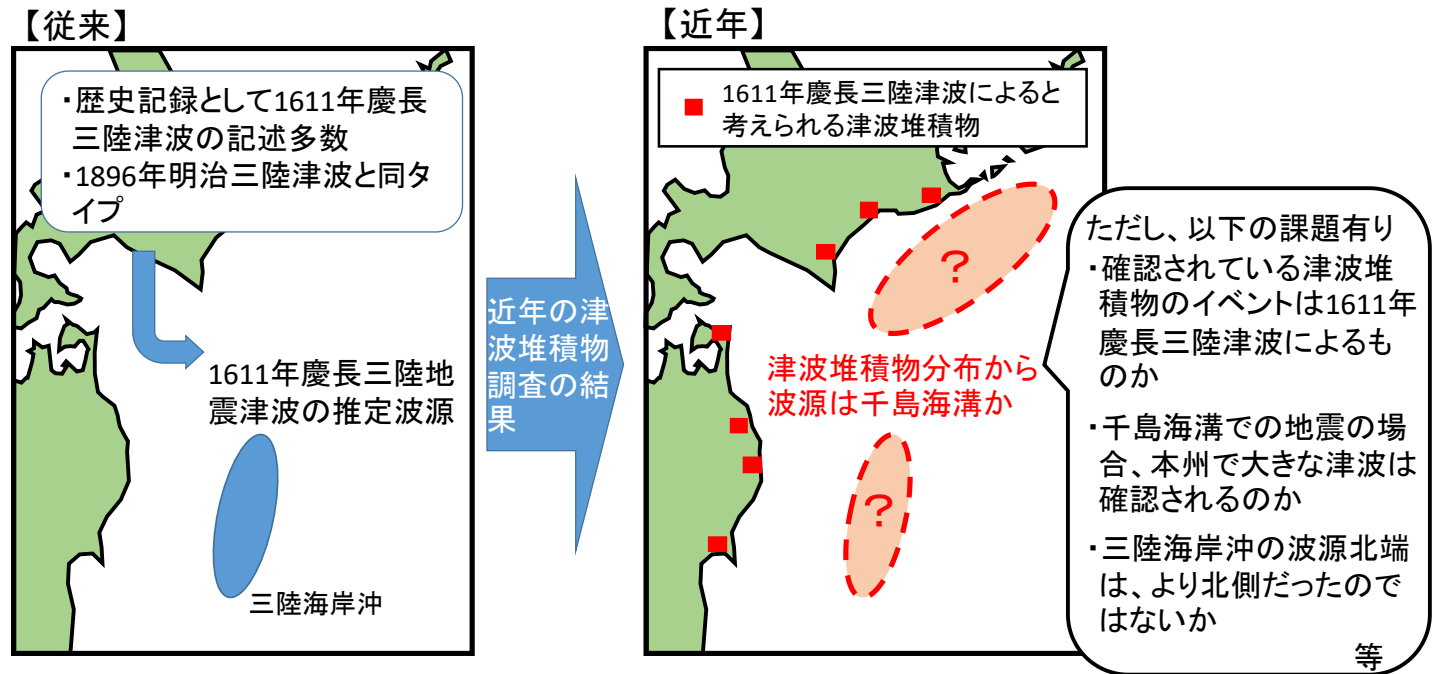 【従来】
・歴史記録として1611年慶長
三陸津波の記述多数
・1896年明治三陸津波と同タ
イプ
1611年慶長三陸地
震津波の推定波源
三陸海岸沖
近年の津
波堆積物
調査の結
果
【近年】
1611年慶長三陸津波によると
考えられる津波堆積物
?
津波堆積物分布から
波源は千島海溝か
?
ただし、以下の課題有り
・確認されている津波堆
積物のイベントは1611年
慶長三陸津波によるも
のか
・千島海溝での地震の場
合、本州で大きな津波は
確認されるのか
・三陸海岸沖の波源北端
は、より北側だったので
はないか
等